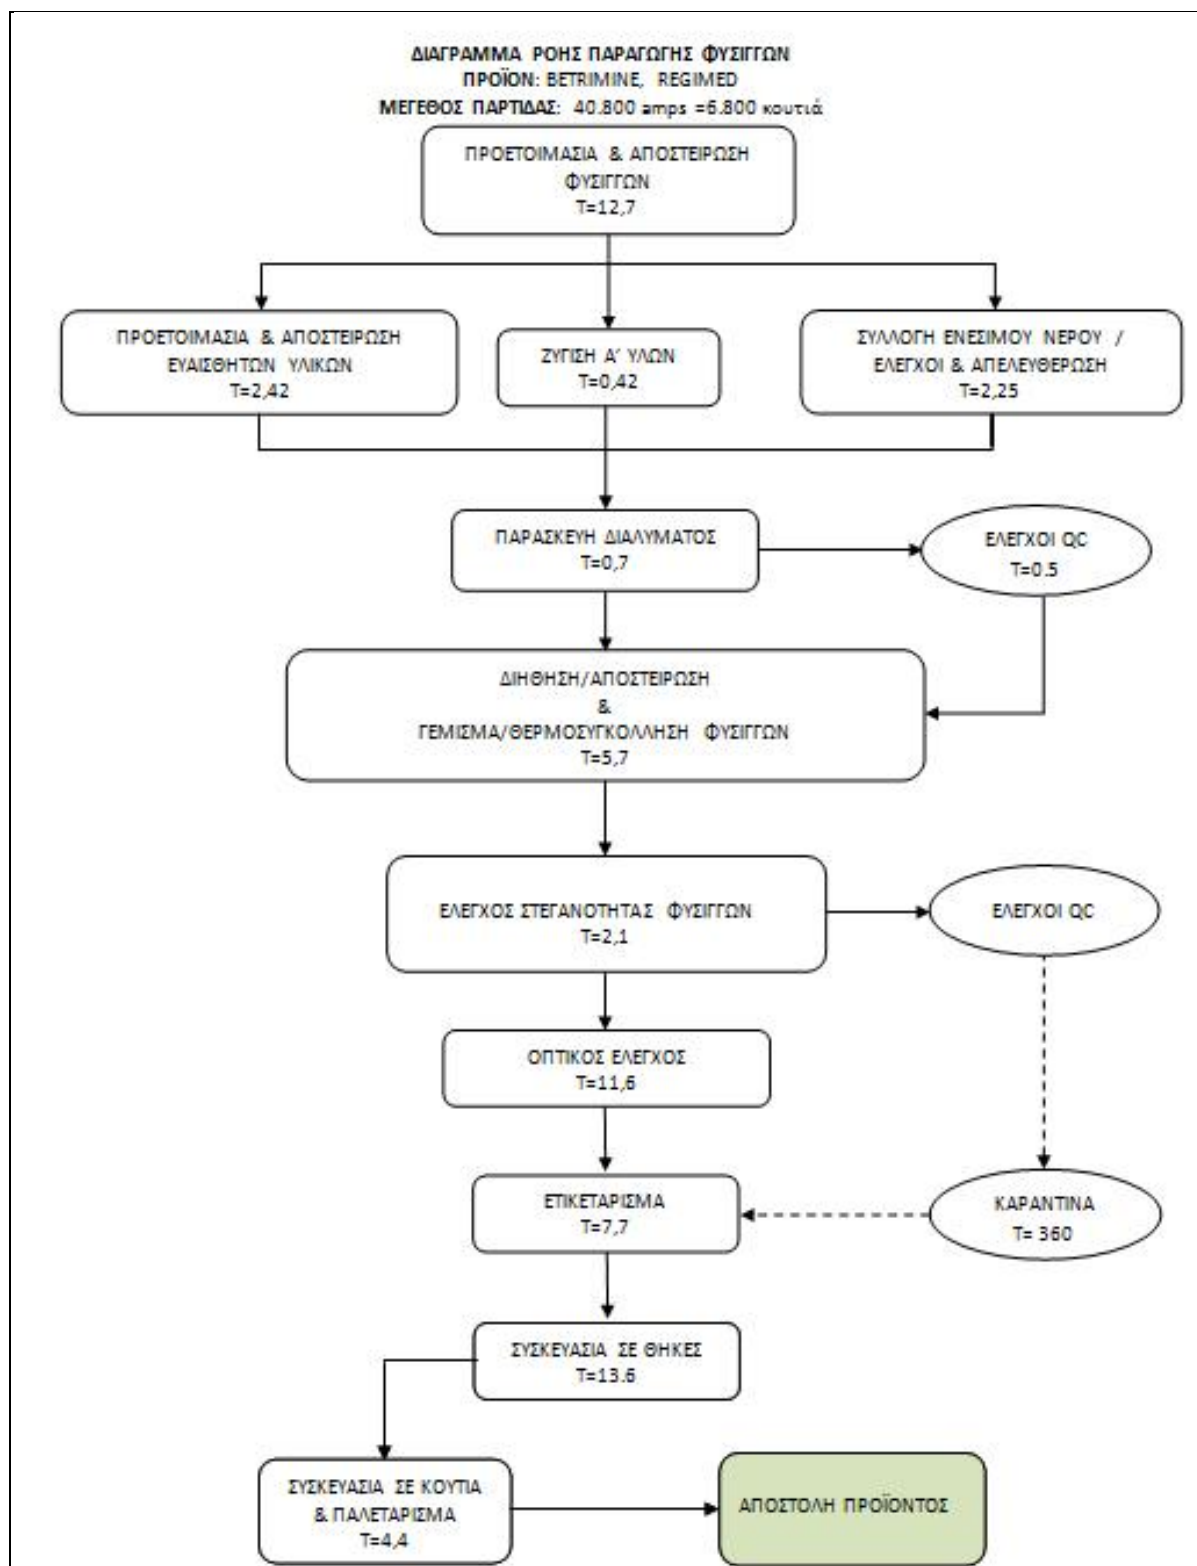 ΔΙΑΓΡΑΜΜΑ ΡΟΗΣ ΠΑΡΑΓΩΓΗΣ ΦΥΣΙΓΓΩΝ
ΠΡΟΪΟΝ: BETRIMINE, REGIMED
ΜΕΓΕΘΟΣ ΠΑΡΤΙΔΑΣ: 40.800 amps =6.800 κουτιά
ΠΡΟΕΤΟΙΜΑΣΙΑ & ΑΠΟΣΤΕΙΡΩΣΗ
ΦΥΣΙΓΓΩΝ
Τ=12,7
ΠΡΟΕΤΟΙΜΑΣΙΑ & ΑΠΟΣΤΕΙΡΩΣΗ
ΕΥΑΙΣΘΗΤΩΝ ΥΛΙΚΩΝ
Τ=2,42
ΖΥΓΙΣΗ Α' ΥΛΩΝ
Τ=0,42
ΣΥΛΛΟΓΗ ΕΝΕΣΙΜΟΥ ΝΕΡΟΥ /
ΕΛΕΓΧΟΙ & ΑΠΕΛΕΥΘΕΡΩΣΗ
Τ=2,25
ΠΑΡΑΣΚΕΥΗ ΔΙΑΛΥΜΑΤΟΣ
Τ=0,7
ΕΛΕΓΧΟΙ QC
Τ=0.5
ΔΙΗΘΗΣΗ/ΑΠΟΣΤΕΙΡΩΣΗ
&
ΓΕΜΙΣΜΑ/ΘΕΡΜΟΣΥΓΚΟΛΛΗΣΗ ΦΥΣΙΓΓΩΝ
Τ=5,7
ΕΛΕΓΧΟΣ ΣΤΕΓΑΝΟΤΗΤΑΣ ΦΥΣΙΓΓΩΝ
Τ=2,1
ΕΛΕΓΧΟΙ QC
ΟΠΤΙΚΟΣ ΕΛΕΓΧΟΣ
Τ=11,6
ΕΤΙΚΕΤΑΡΙΣΜΑ
Τ=7,7
ΚΑΡΑΝΤΙΝΑ
Τ= 360
ΣΥΣΚΕΥΑΣΙΑ ΣΕ ΘΗΚΕΣ
Τ=13.6
ΣΥΣΚΕΥΑΣΙΑ ΣΕ ΚΟΥΤΙΑ
& ΠΑΛΕΤΑΡΙΣΜΑ
Τ=4,4
ΑΠΟΣΤΟΛΗ ΠΡΟΪΟΝΤΟΣ